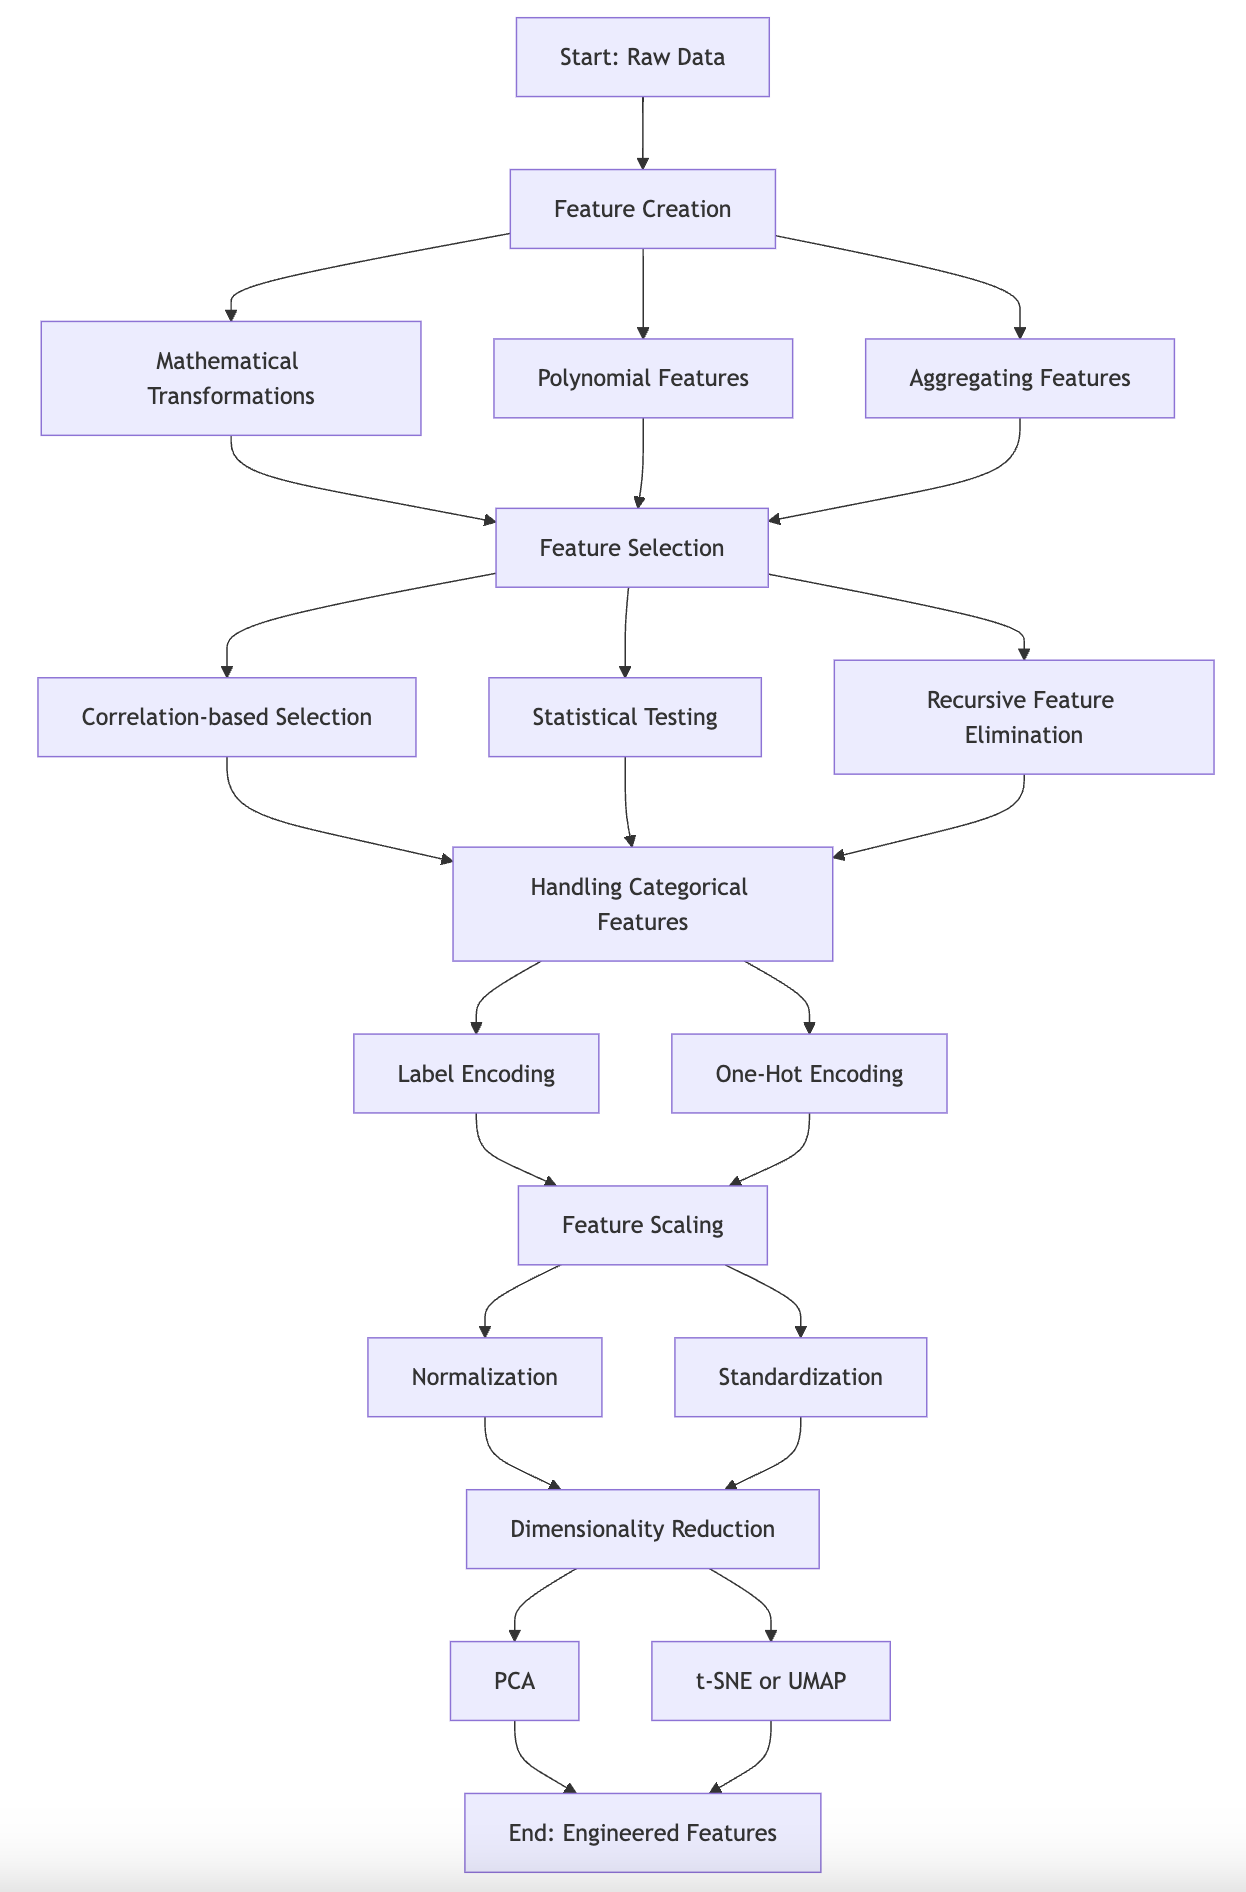 Start: Raw Data
Feature Creation
Mathematical
Transformations
Polynomial Features
Aggregating Features
Feature Selection
Correlation-based Selection
Statistical Testing
Recursive Feature
Elimination
Handling Categorical
Features
Label Encoding
One-Hot Encoding
Feature Scaling
Normalization
Standardization
Dimensionality Reduction
PCA
t-SNE or UMAP
End: Engineered Features